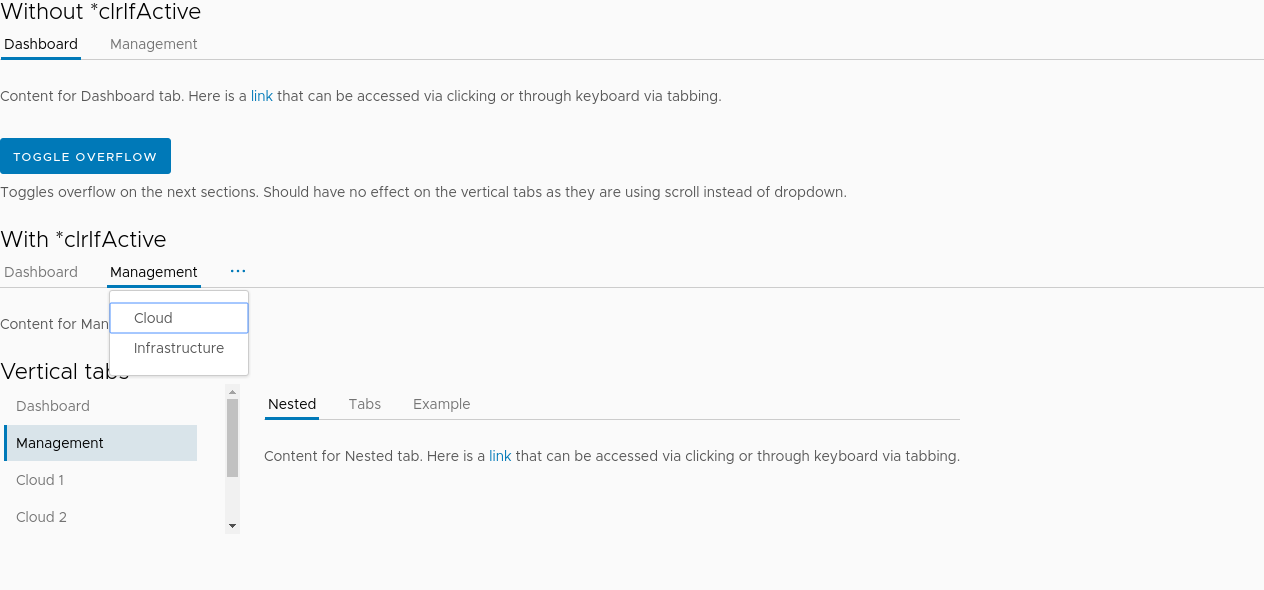 Without *clrIfActive
Dashboard Management
Content for Dashboard tab. Here is a link that can be accessed via clicking or through keyboard via tabbing.
TOGGLE OVERFLOW
Toggles overflow on the next sections. Should have no effect on the vertical tabs as they are using scroll instead of dropdown.
With *clrIfActive
Dashboard Management ...
Cloud
Content for Man
Infrastructure
Vertical tabs
Dashboard
Management
Cloud 1
Cloud 2
Nested Tabs Example
Content for Nested tab. Here is a link that can be accessed via clicking or through keyboard via tabbing.